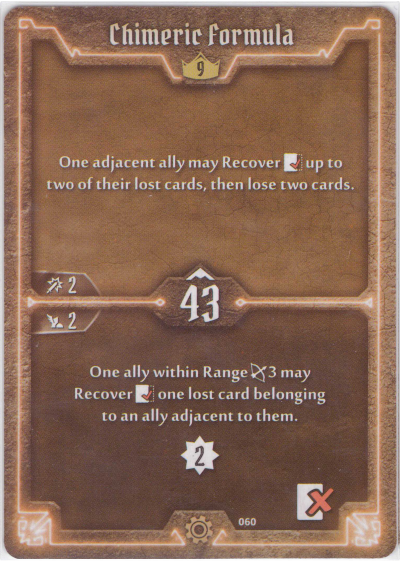 Chimeric Formula
9
One adjacent ally may Recover up to
two of their lost cards, then lose two cards.
2
43
2
One ally within Range 3 may
Recover one lost card belonging
to an ally adjacent to them.
2
060